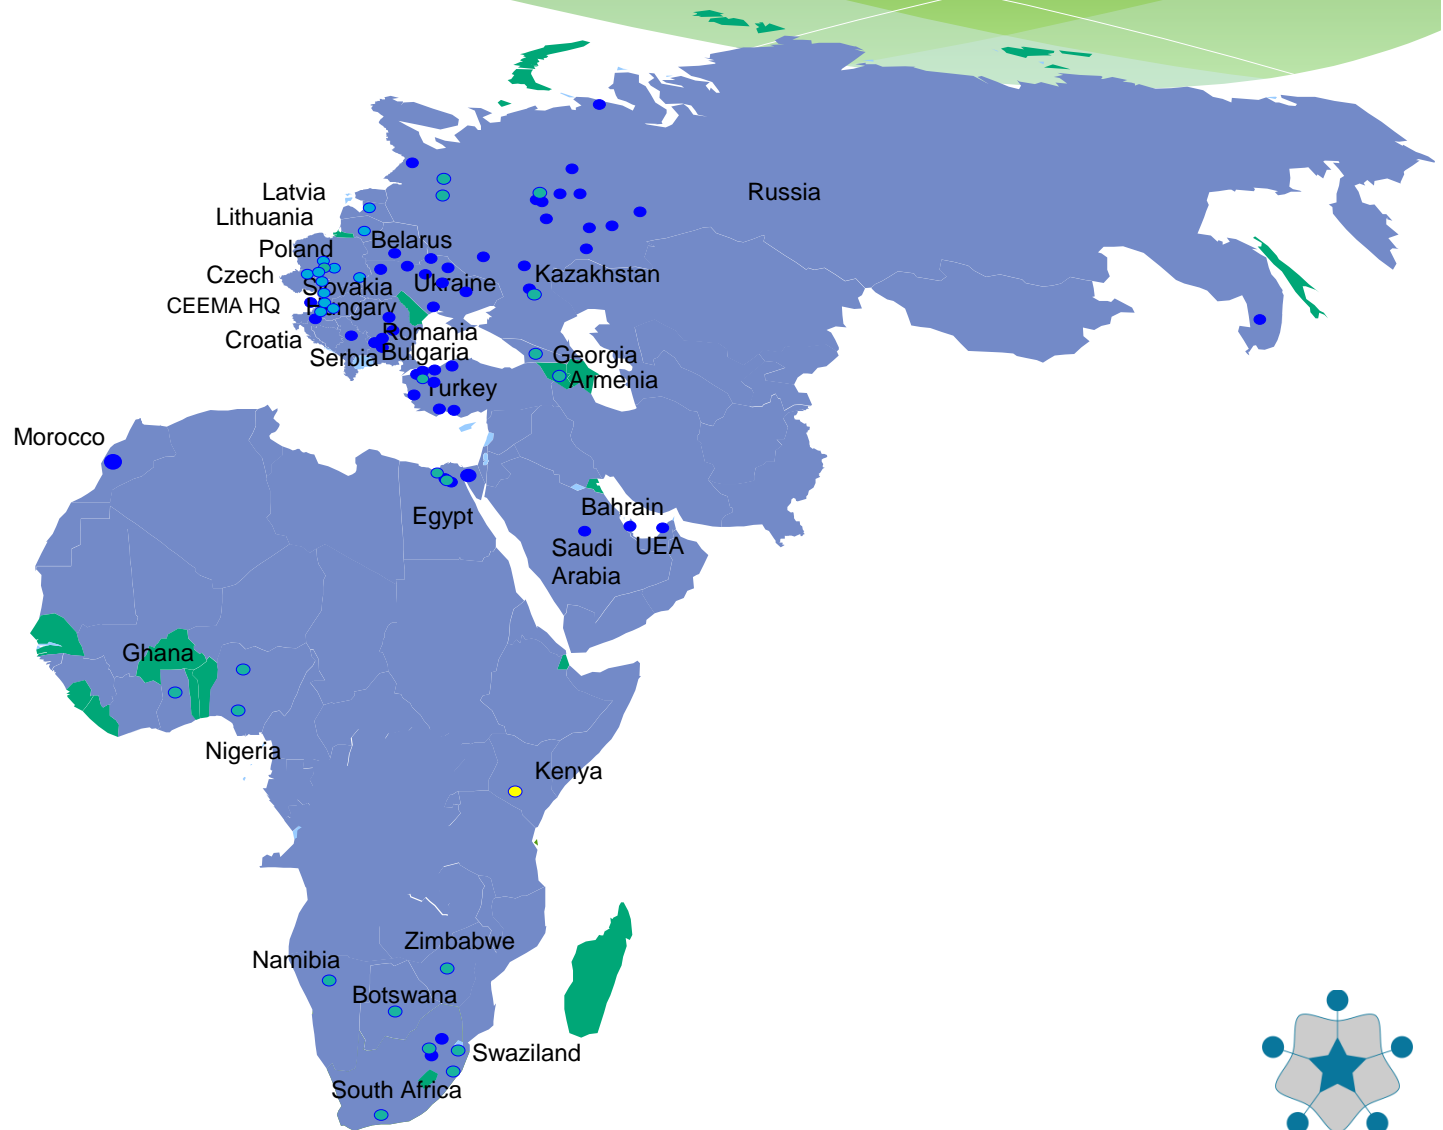 Latvia
Russia
Lithuania
Belarus
Poland
Czech
Kazakhstan
Ukraine
Slovakia
CEEMA HQ
Hungary
Croatia
Romania
Serbia
Bulgaria
Georgia
Armenia
Turkey
Morocco
Bahrain
Egypt
UEA
Saudi
Arabia
Ghana
Nigeria
Kenya
Zimbabwe
Namibia
Botswana
Swaziland
South Africa